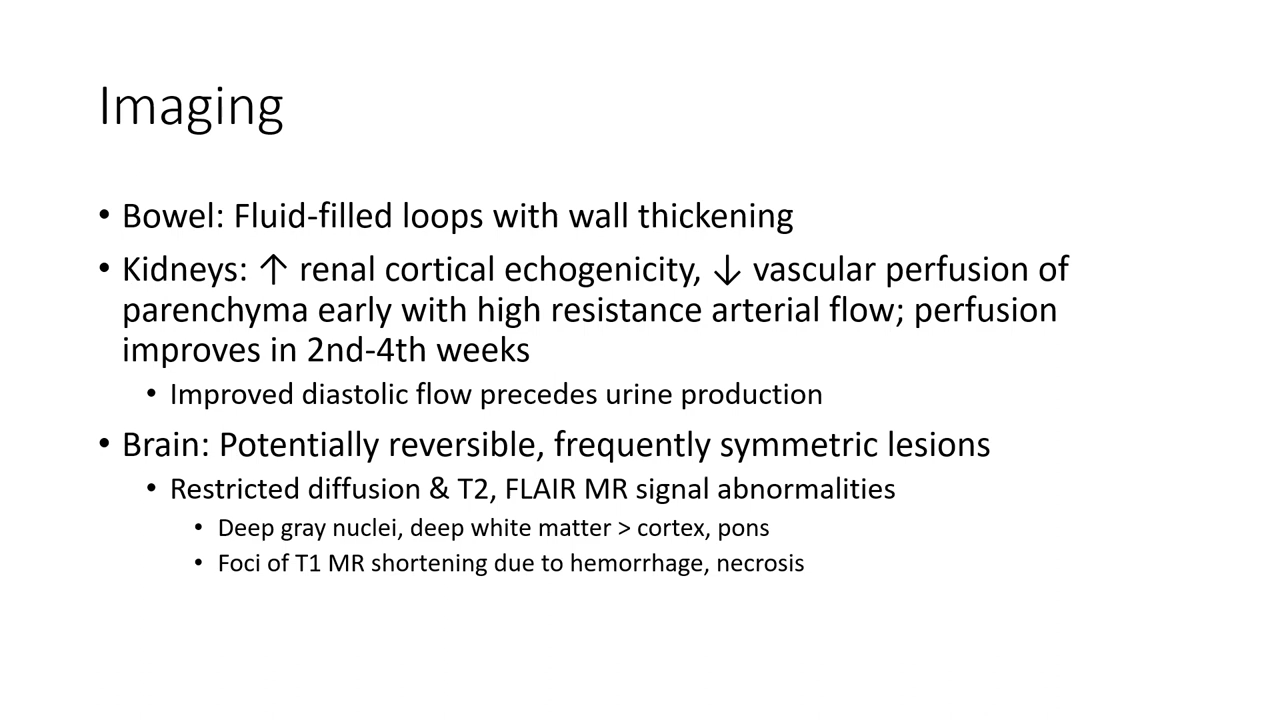 Imaging
• Bowel: Fluid-filled loops with wall thickening
• Kidneys: ↑ renal cortical echogenicity, ↓ vascular perfusion of
parenchyma early with high resistance arterial flow; perfusion
improves in 2nd-4th weeks
• Improved diastolic flow precedes urine production
• Brain: Potentially reversible, frequently symmetric lesions
• Restricted diffusion & T2, FLAIR MR signal abnormalities
• Deep gray nuclei, deep white matter > cortex, pons
• Foci of T1 MR shortening due to hemorrhage, necrosis